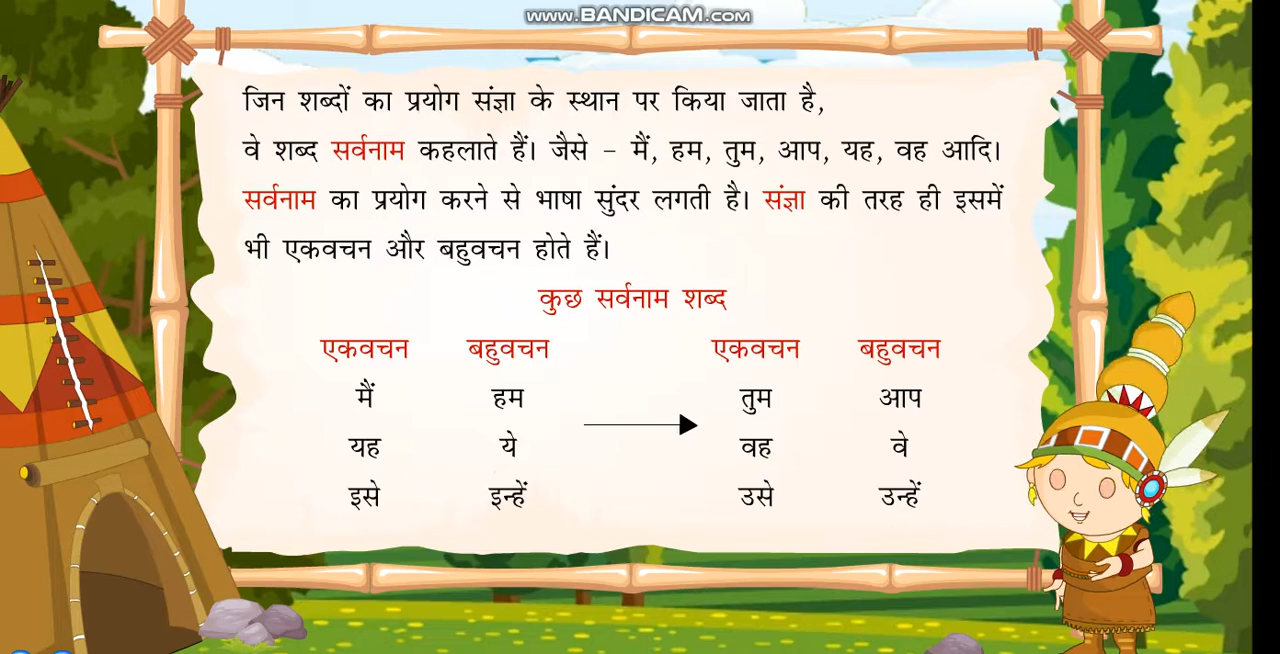 www.BANDICAM.com
जिन शब्दों का प्रयोग संज्ञा के स्थान पर किया जाता है,
वे शब्द सर्वनाम कहलाते हैं। जैसे – मैं, हम, तुम, आप, यह, वह आदि।
सर्वनाम का प्रयोग करने से भाषा सुंदर लगती है। संज्ञा की तरह ही इसमें
भी एकवचन और बहुवचन होते हैं।
कुछ सर्वनाम शब्द
एकवचन बहुवचन एकवचन बहुवचन
मैं हम तुम आप
यह ये वह वे
इसे इन्हें उसे उन्हें